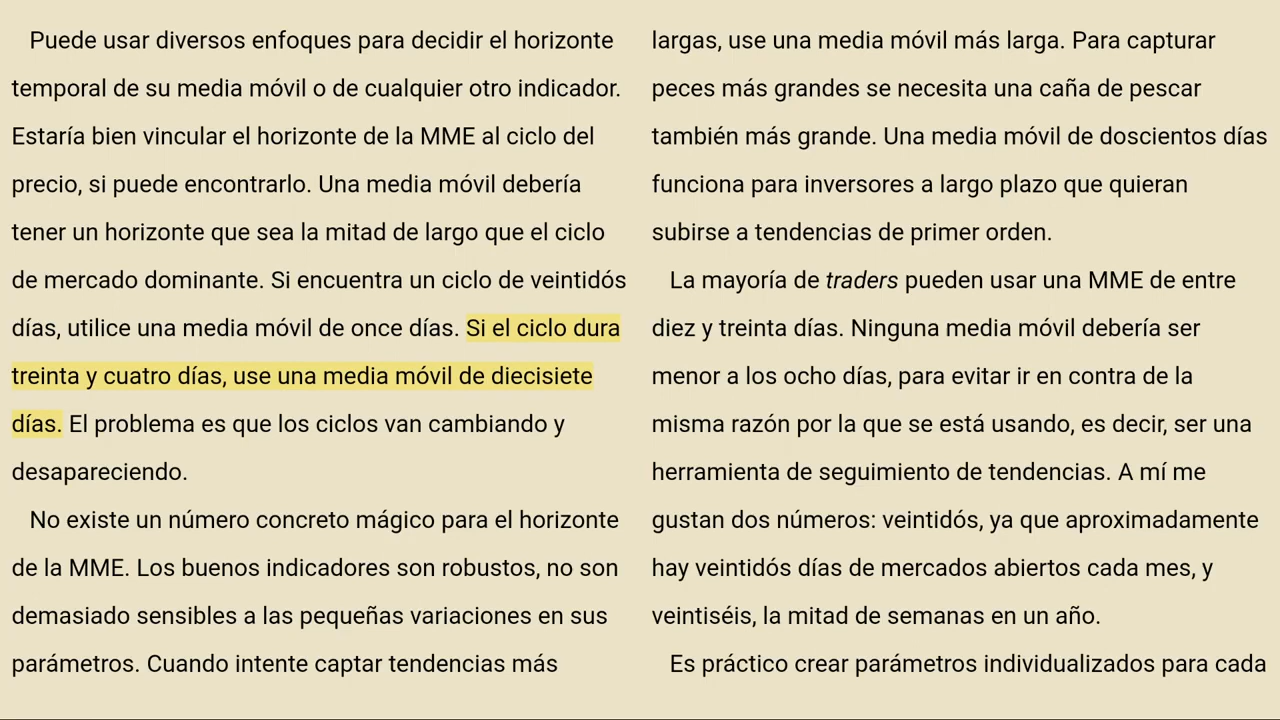 Puede usar diversos enfoques para decidir el horizonte
temporal de su media móvil o de cualquier otro indicador.
Estaría bien vincular el horizonte de la MME al ciclo del
precio, si puede encontrarlo. Una media móvil debería
tener un horizonte que sea la mitad de largo que el ciclo
de mercado dominante. Si encuentra un ciclo de veintidós
días, utilice una media móvil de once días. Si el ciclo dura
treinta y cuatro días, use una media móvil de diecisiete
días. El problema es que los ciclos van cambiando y
desapareciendo.
No existe un número concreto mágico para el horizonte
de la MME. Los buenos indicadores son robustos, no son
demasiado sensibles a las pequeñas variaciones en sus
parámetros. Cuando intente captar tendencias más
largas, use una media móvil más larga. Para capturar
peces más grandes se necesita una caña de pescar
también más grande. Una media móvil de doscientos días
funciona para inversores a largo plazo que quieran
subirse a tendencias de primer orden.
La mayoría de traders pueden usar una MME de entre
diez y treinta días. Ninguna media móvil debería ser
menor a los ocho días, para evitar ir en contra de la
misma razón por la que se está usando, es decir, ser una
herramienta de seguimiento de tendencias. A mí me
gustan dos números: veintidós, ya que aproximadamente
hay veintidós días de mercados abiertos cada mes, y
veintiséis, la mitad de semanas en un año.
Es práctico crear parámetros individualizados para cada